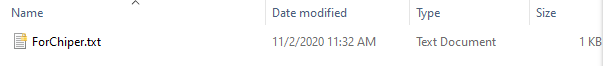 Name Date modified Type Size
ForChiper.txt 11/2/2020 11:32 AM Text Document 1 KB